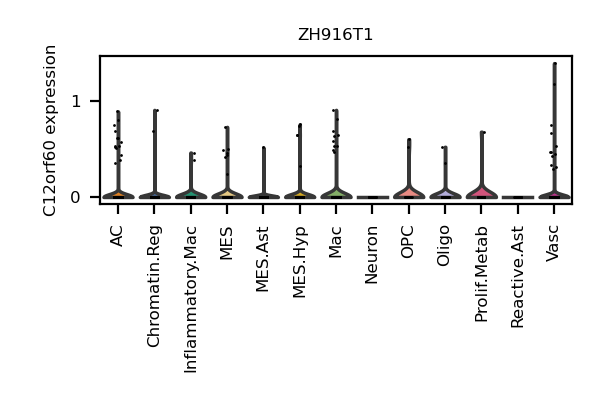 ZH916T1
C12orf60 expression
1
0
AC
Chromatin.Reg
Inflammatory.Mac
MES
MES.Ast
MES.Hyp
Mac
Neuron
OPC
Oligo
Prolif.Metab
Reactive.Ast
Vasc